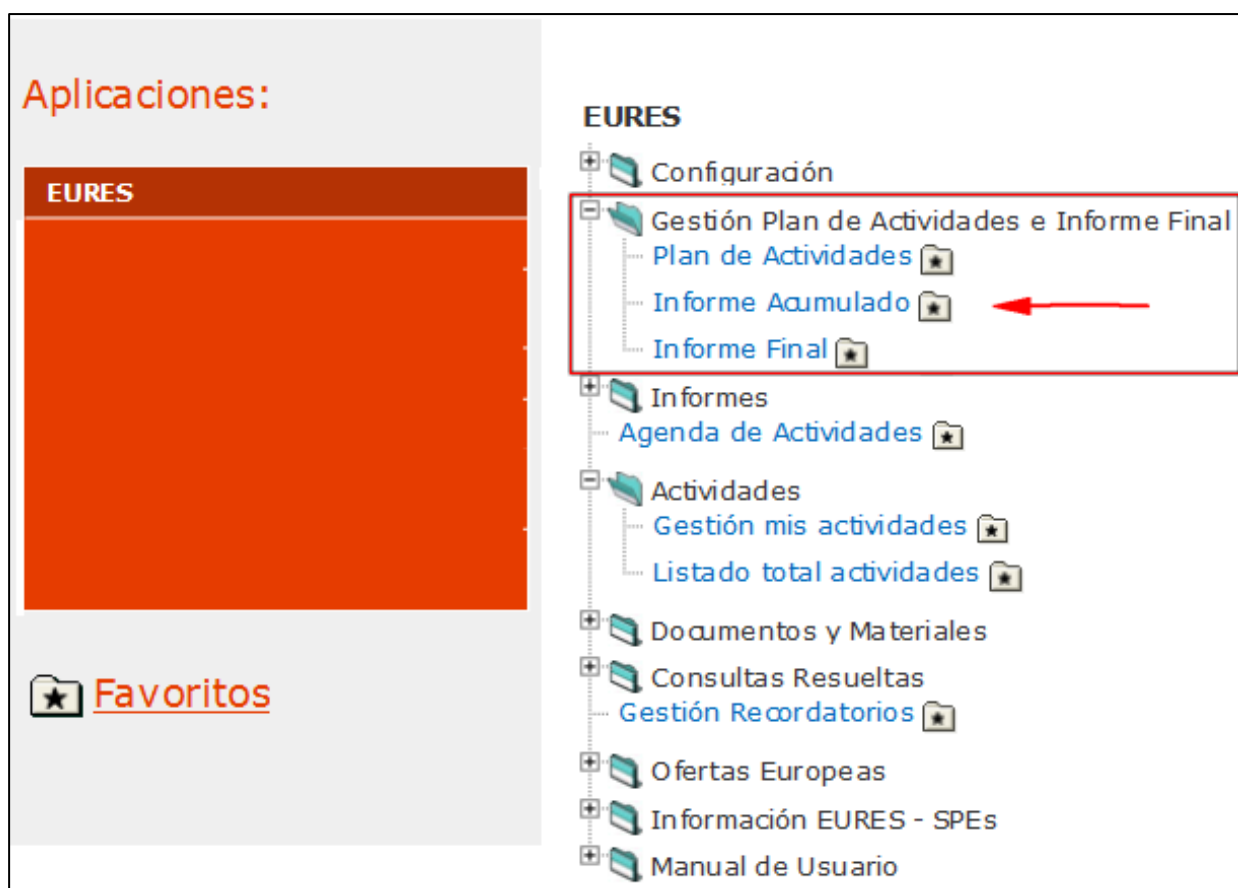 Aplicaciones:
EURES
Favoritos
EURES
Configuración
Gestión Plan de Actividades e Informe Final
Plan de Actividades
Informe Acumulado
Informe Final
Informes
Agenda de Actividades
Actividades
Gestión mis actividades
Listado total actividades
Documentos y Materiales
Consultas Resueltas
Gestión Recordatorios
Ofertas Europeas
Información EURES - SPEs
Manual de Usuario